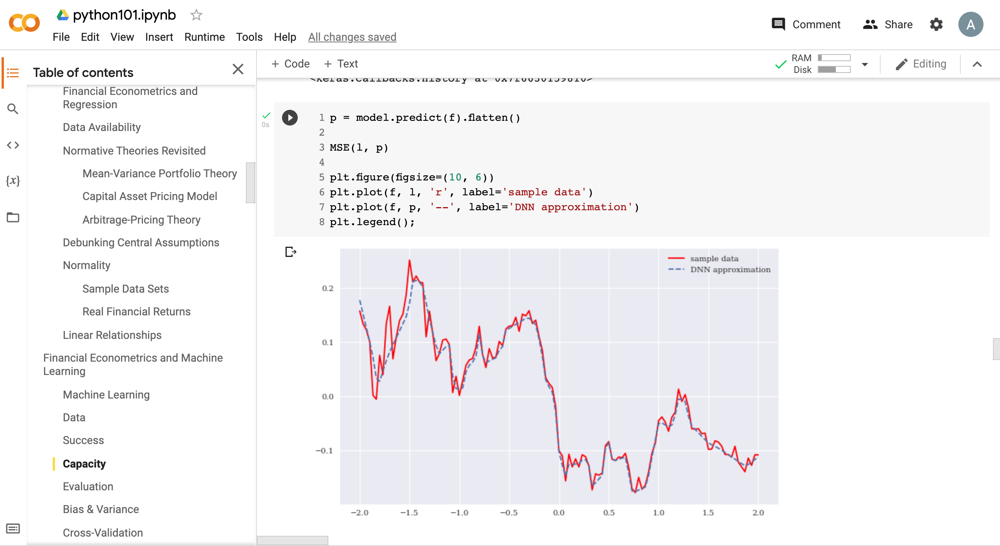 python101.ipynb
File Edit View Insert Runtime Tools Help All changes saved
Comment Share A
Table of contents
Financial Econometrics and
Regression
Data Availability
Normative Theories Revisited
Mean-Variance Portfolio Theory
Capital Asset Pricing Model
Arbitrage-Pricing Theory
Debunking Central Assumptions
Normality
Sample Data Sets
Real Financial Returns
Linear Relationships
Financial Econometrics and Machine
Learning
Machine Learning
Data
Success
Capacity
Evaluation
Bias & Variance
Cross-Validation
{x}
+ Code + Text
RAM
Disk
Editing
<keras.callbacks.History at
0s
1 p = model.predict(f).flatten()
2
3 MSE(l, p)
4
5 plt.figure(figsize=(10, 6))
6 plt.plot(f, l, 'r', label='sample data')
7 plt.plot(f, p, '--', label='DNN approximation')
8 plt.legend();
sample data
DNN approximation
0.2
0.1
0.0
−0.1
−2.0 −1.5 −1.0 −0.5 0.0 0.5 1.0 1.5 2.0